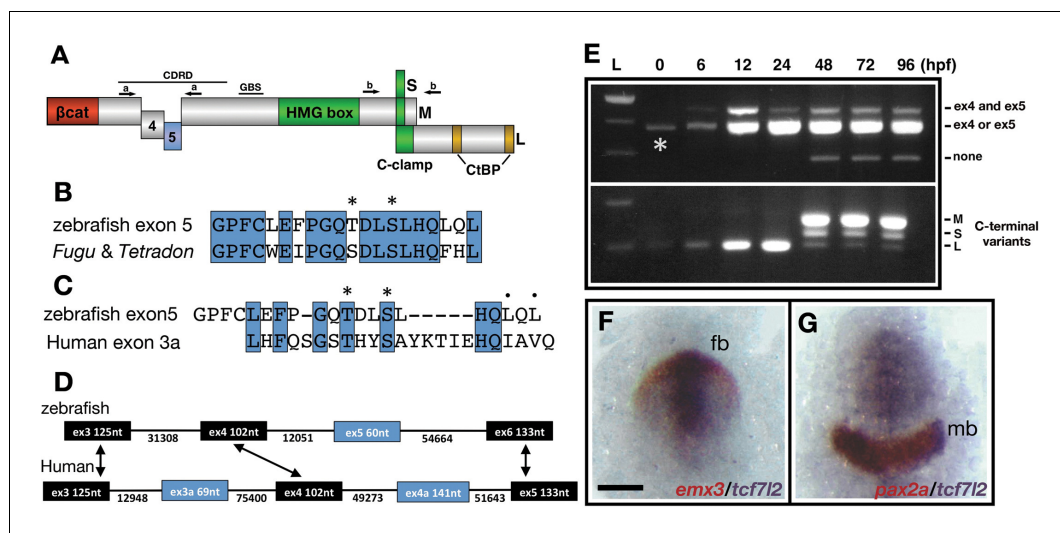 A
CDRD
a
a
GBS
b
b
βcat
4
5
HMG box
S
M
L
C-clamp
CtBP
B
* *
zebrafish exon 5 GPFCLEFPGQTDLSLHQLQL
Fugu & Tetradon GPFCWEIPGQSDLSLHQFHL
C
* * • •
zebrafish exon5 GPFCLEFP-GQTDLSL-----HQLQL
Human exon 3a LHFQSGSTHYSAYKTIEHQIAVQ
D
zebrafish
ex3 125nt 31308 ex4 102nt 12051 ex5 60nt 54664 ex6 133nt
Human
ex3 125nt 12948 ex3a 69nt 75400 ex4 102nt 49273 ex4a 141nt 51643 ex5 133nt
E
L 0 6 12 24 48 72 96 (hpf)
ex4 and ex5
ex4 or ex5
*
none
M
S
L
C-terminal
variants
F
fb
emx3/tcf7l2
G
mb
pax2a/tcf7l2